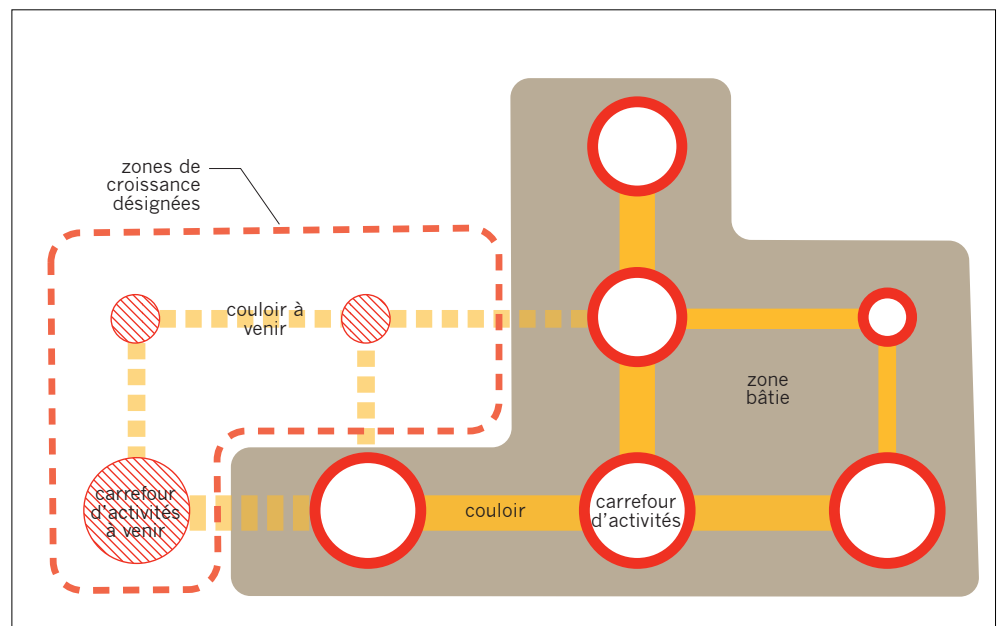 zones de
croissance
désignées
couloir à
venir
zone
bâtie
carrefour
d'activités
à venir
couloir
carrefour
d'activités